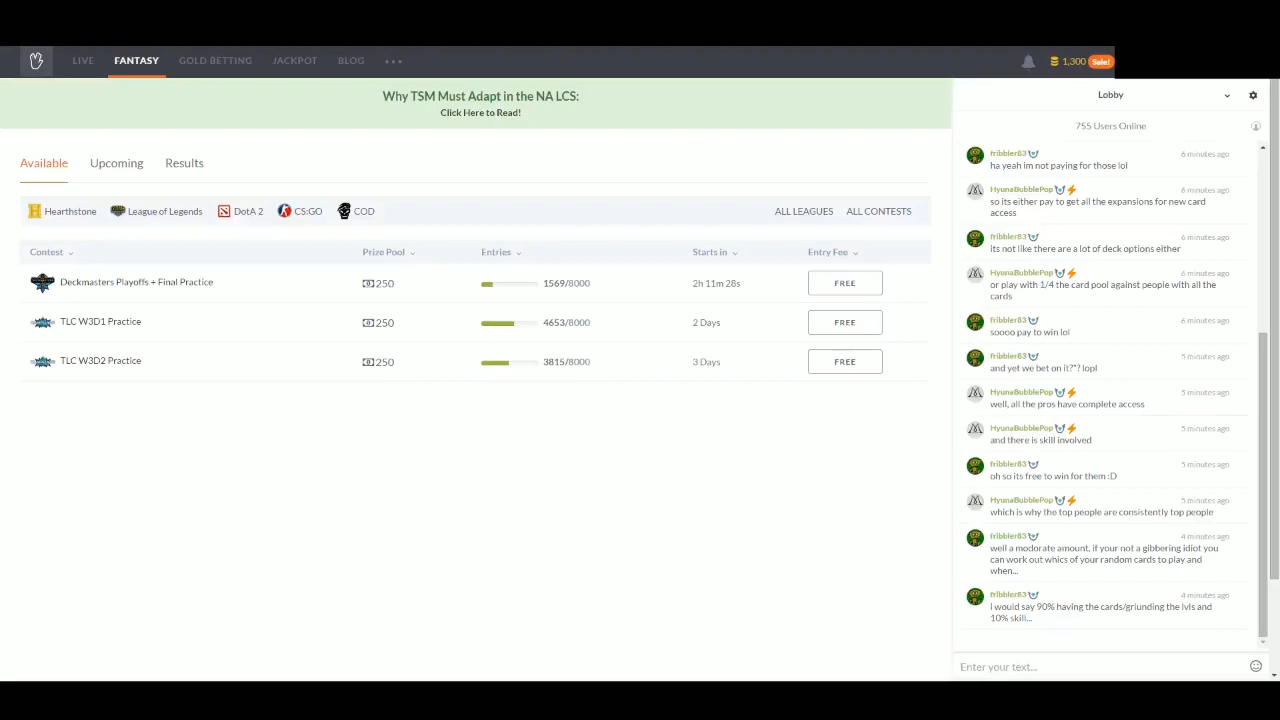 LIVE FANTASY GOLD BETTING JACKPOT BLOG ••• 1,300 Sale!
Why TSM Must Adapt in the NA LCS:
Click Here to Read!
Available Upcoming Results
Hearthstone League of Legends DotA 2 CS:GO COD ALL LEAGUES ALL CONTESTS
Contest Prize Pool Entries Starts in Entry Fee
Deckmasters Playoffs + Final Practice 250 1569/8000 2h 11m 28s FREE
TLC W3D1 Practice 250 4653/8000 2 Days FREE
TLC W3D2 Practice 250 3815/8000 3 Days FREE
Lobby
755 Users Online
fribbler83 6 minutes ago
ha yeah im not paying for those lol
HyunaBubblePop 6 minutes ago
so its either pay to get all the expansions for new card
access
fribbler83 6 minutes ago
its not like there are a lot of deck options either
HyunaBubblePop 6 minutes ago
or play with 1/4 the card pool against people with all the
cards
fribbler83 6 minutes ago
soooo pay to win lol
fribbler83 5 minutes ago
and yet we bet on it?"? lopl
HyunaBubblePop 5 minutes ago
well, all the pros have complete access
HyunaBubblePop 5 minutes ago
and there is skill involved
fribbler83 5 minutes ago
oh so its free to win for them :D
HyunaBubblePop 5 minutes ago
which is why the top people are consistently top people
fribbler83 4 minutes ago
well a modorate amount, if your not a gibbering idiot you
can work out whics of your random cards to play and
when...
fribbler83 4 minutes ago
i would say 90% having the cards/griunding the lvls and
10% skili...
Enter your text...